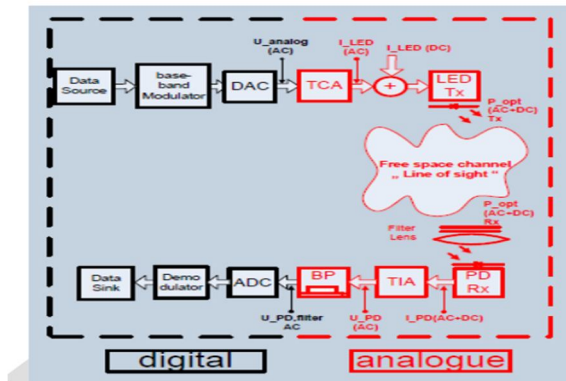 U_analog
(AC)
I_LED
(AC)
I_LED (DC)
Data
Source
base-
band
Modulator
DAC
TCA
+
LED
Tx
P_opt
(AC+DC)
Tx
Free space channel
„ Line of sight "
P_opt
(AC+DC)
Rx
Filter
Lens
Data
Sink
Demo
dulator
ADC
BP
TIA
PD
Rx
U_PD,filter
AC
U_PD
(AC)
I_PD(AC+DC)
digital
analogue